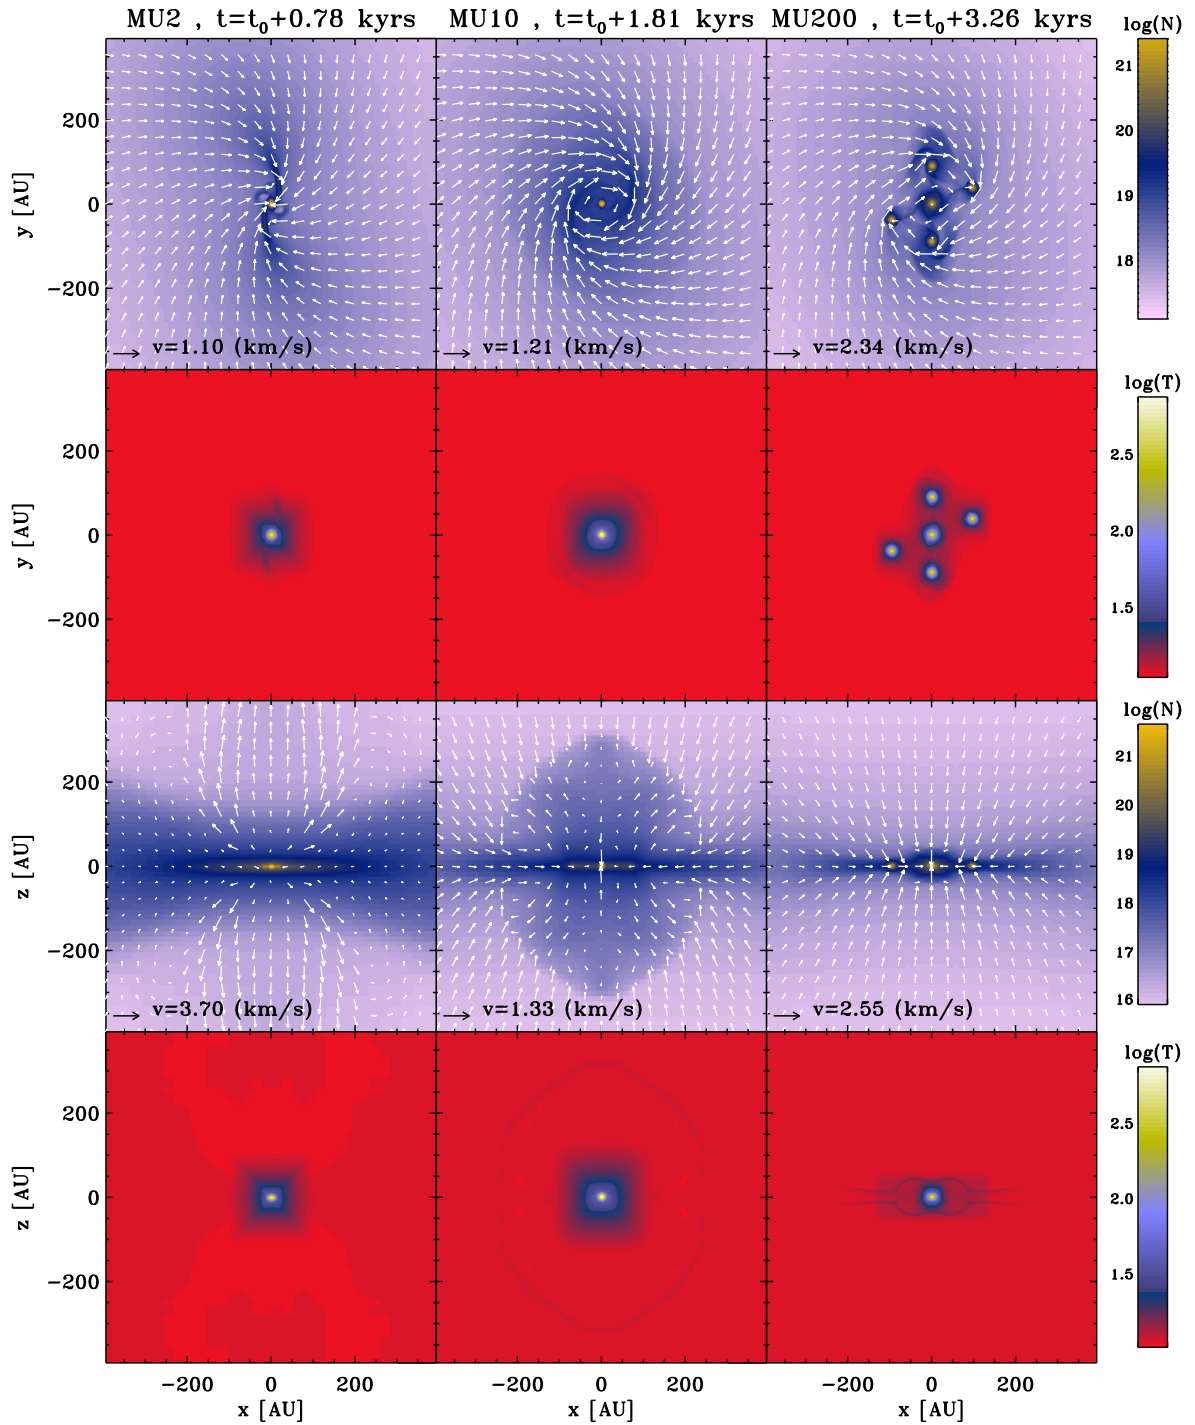 MU2 , t=t0+0.78 kyrs
MU10 , t=t0+1.81 kyrs
MU200 , t=t0+3.26 kyrs
log(N)
21
20
19
18
y [AU]
200
0
−200
v=1.10 (km/s)
v=1.21 (km/s)
v=2.34 (km/s)
log(T)
2.5
2.0
1.5
y [AU]
200
0
−200
log(N)
21
20
19
18
17
16
z [AU]
200
0
−200
v=3.70 (km/s)
v=1.33 (km/s)
v=2.55 (km/s)
log(T)
2.5
2.0
1.5
z [AU]
200
0
−200
−200 0 200
−200 0 200
−200 0 200
x [AU]
x [AU]
x [AU]